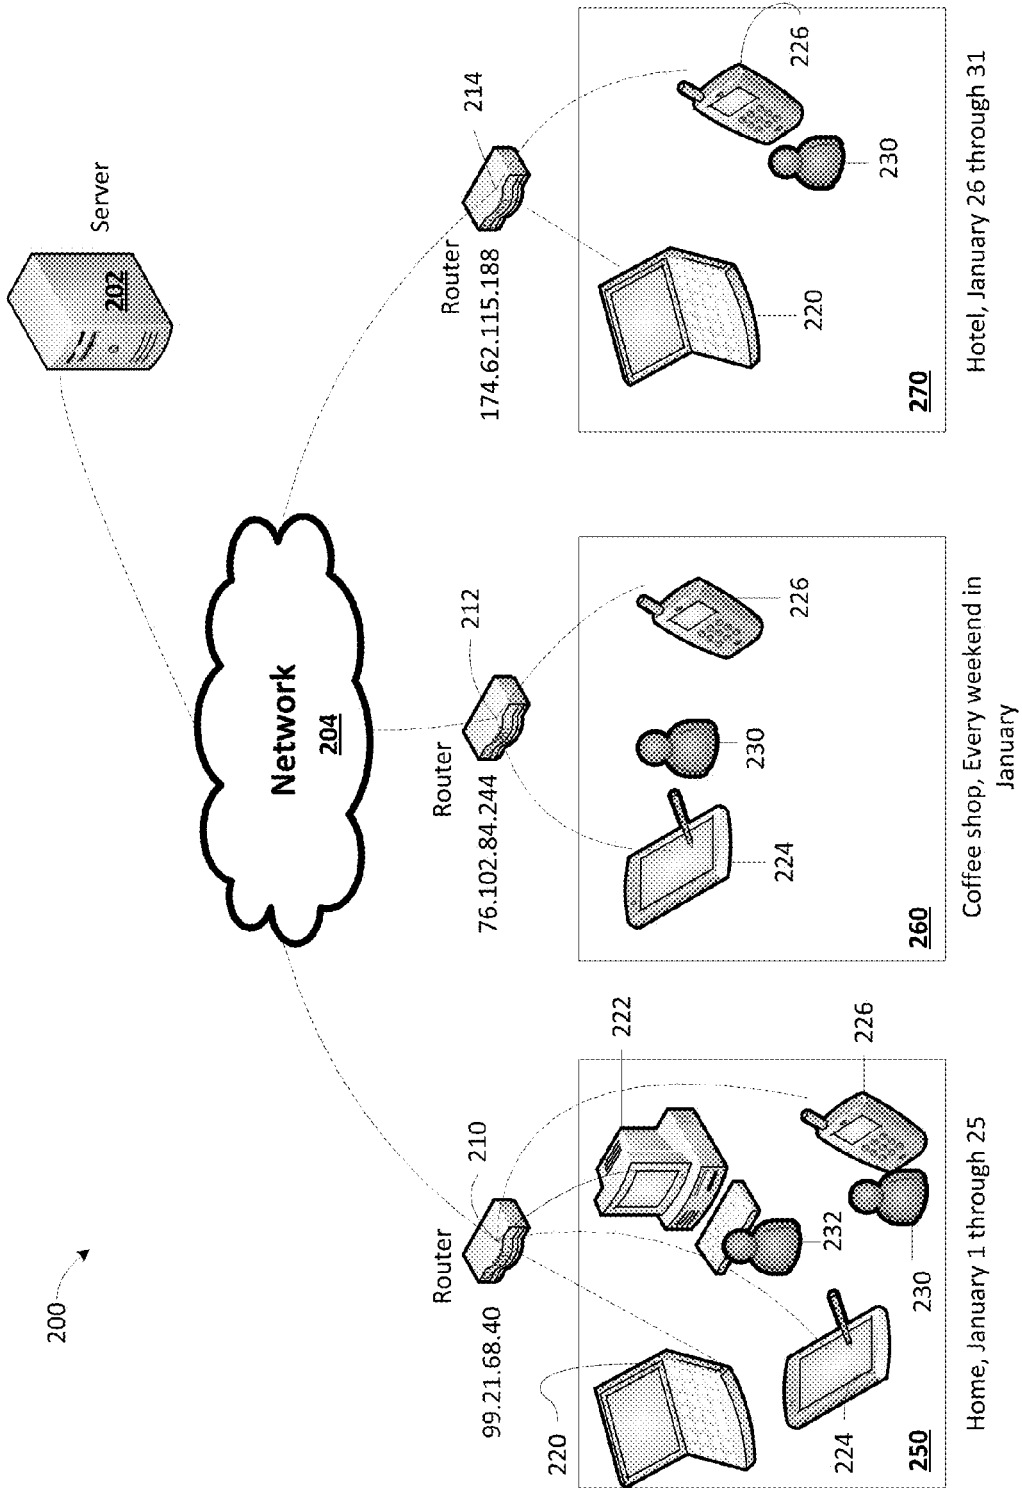 200
Server
202
Network
204
210
Router
99.21.68.40
212
Router
76.102.84.244
214
Router
174.62.115.188
220
222
224
232
230
226
250
Home, January 1 through 25
224
230
226
260
Coffee shop, Every weekend in
January
220
230
226
270
Hotel, January 26 through 31